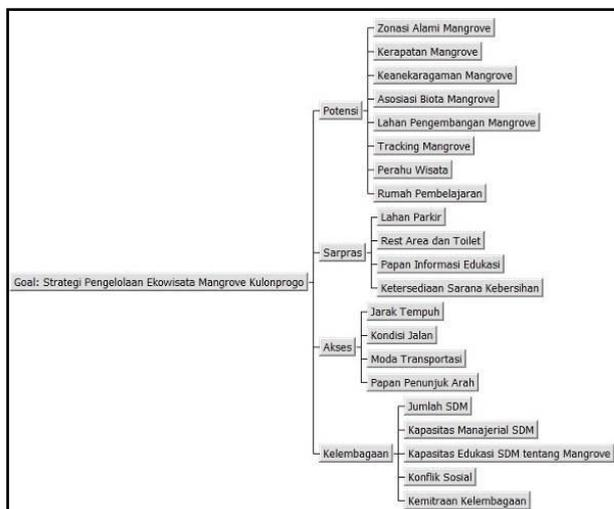 Goal: Strategi Pengelolaan Ekowisata Mangrove Kulonprogo
Potensi
Zonasi Alami Mangrove
Kerapatan Mangrove
Keanekaragaman Mangrove
Asosiasi Biota Mangrove
Lahan Pengembangan Mangrove
Tracking Mangrove
Perahu Wisata
Rumah Pembelajaran
Sarpras
Lahan Parkir
Rest Area dan Toilet
Papan Informasi Edukasi
Ketersediaan Sarana Kebersihan
Akses
Jarak Tempuh
Kondisi Jalan
Moda Transportasi
Papan Penunjuk Arah
Kelembagaan
Jumlah SDM
Kapasitas Manajerial SDM
Kapasitas Edukasi SDM tentang Mangrove
Konflik Sosial
Kemitraan Kelembagaan